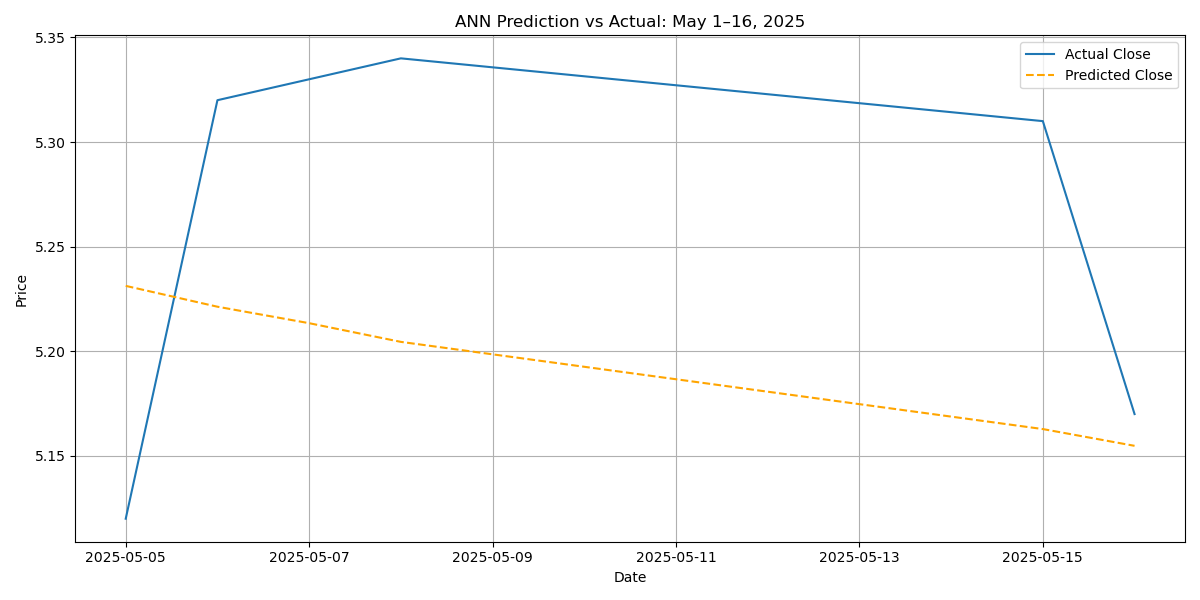 ANN Prediction vs Actual: May 1–16, 2025
Actual Close
Predicted Close
Price
5.35
5.30
5.25
5.20
5.15
2025-05-05
2025-05-07
2025-05-09
2025-05-11
2025-05-13
2025-05-15
Date